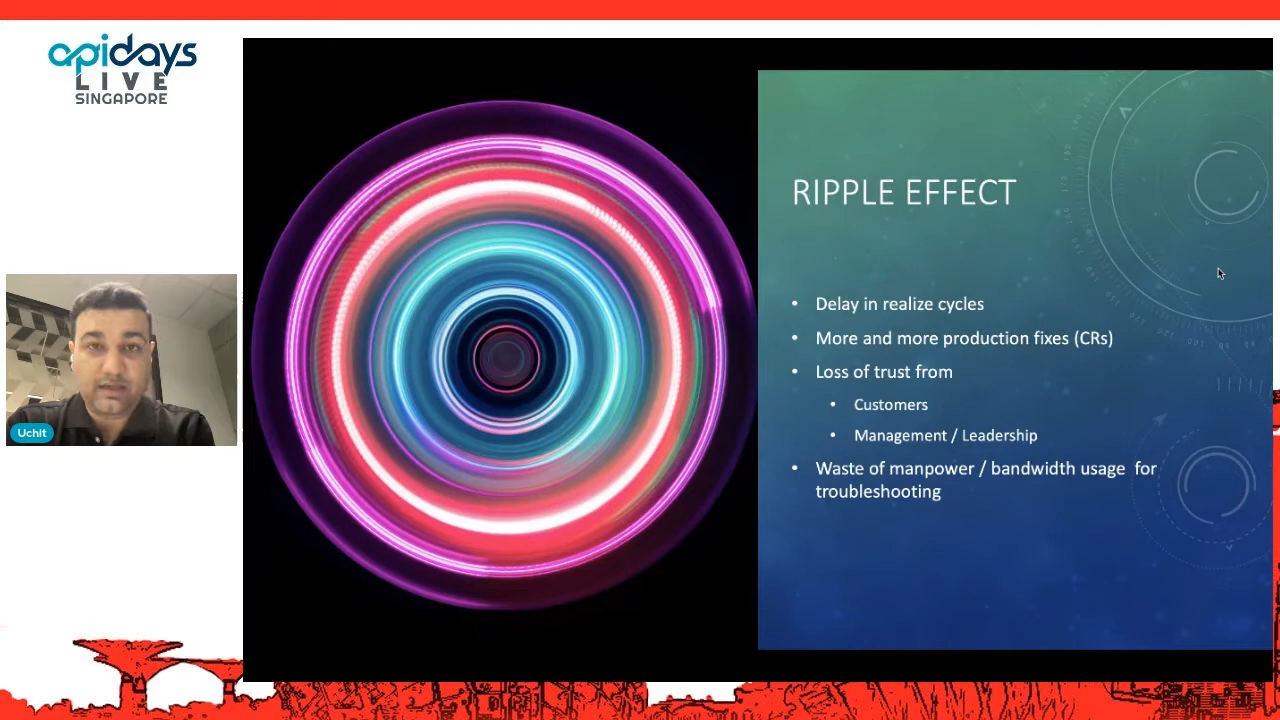 apidays
LIVE
SINGAPORE
Uchit
RIPPLE EFFECT
• Delay in realize cycles
• More and more production fixes (CRs)
• Loss of trust from
• Customers
• Management / Leadership
• Waste of manpower / bandwidth usage for
troubleshooting